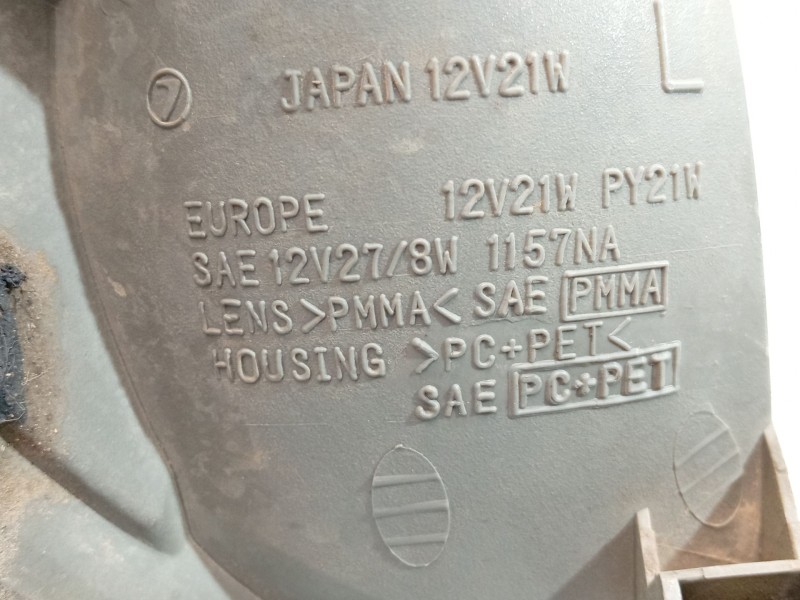 7 JAPAN 12V21W L
EUROPE 12V21W PY21W
SAE 12V27/8W 1157NA
LENS >PMMA< SAE PMMA
HOUSING >PC+PET<
SAE PC+PET